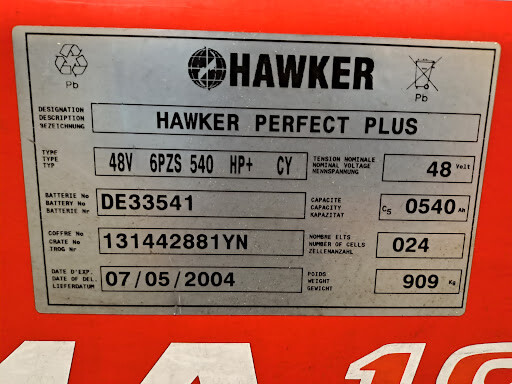 HAWKER
Pb
Pb
DESIGNATION
DESCRIPTION
BEZEICHNUNG
HAWKER PERFECT PLUS
TYPE
TYPE
TYP
48V 6PZS 540 HP+ CY
TENSION NOMINALE
NOMINAL VOLTAGE
NENNSPANNUNG
48 Volt
BATTERIE No
BATTERY No
BATTERIE Nr
DE33541
CAPACITE
CAPACITY
KAPAZITAT
C5 0540 Ah
COFFRE No
CRATE No
TROG Nr
131442881YN
NOMBRE ELTS
NUMBER OF CELLS
ZELLENANZAHL
024
DATE D'EXP.
DATE OF DEL.
LIEFERDATUM
07/05/2004
POIDS
WEIGHT
GEWICHT
909 Kg